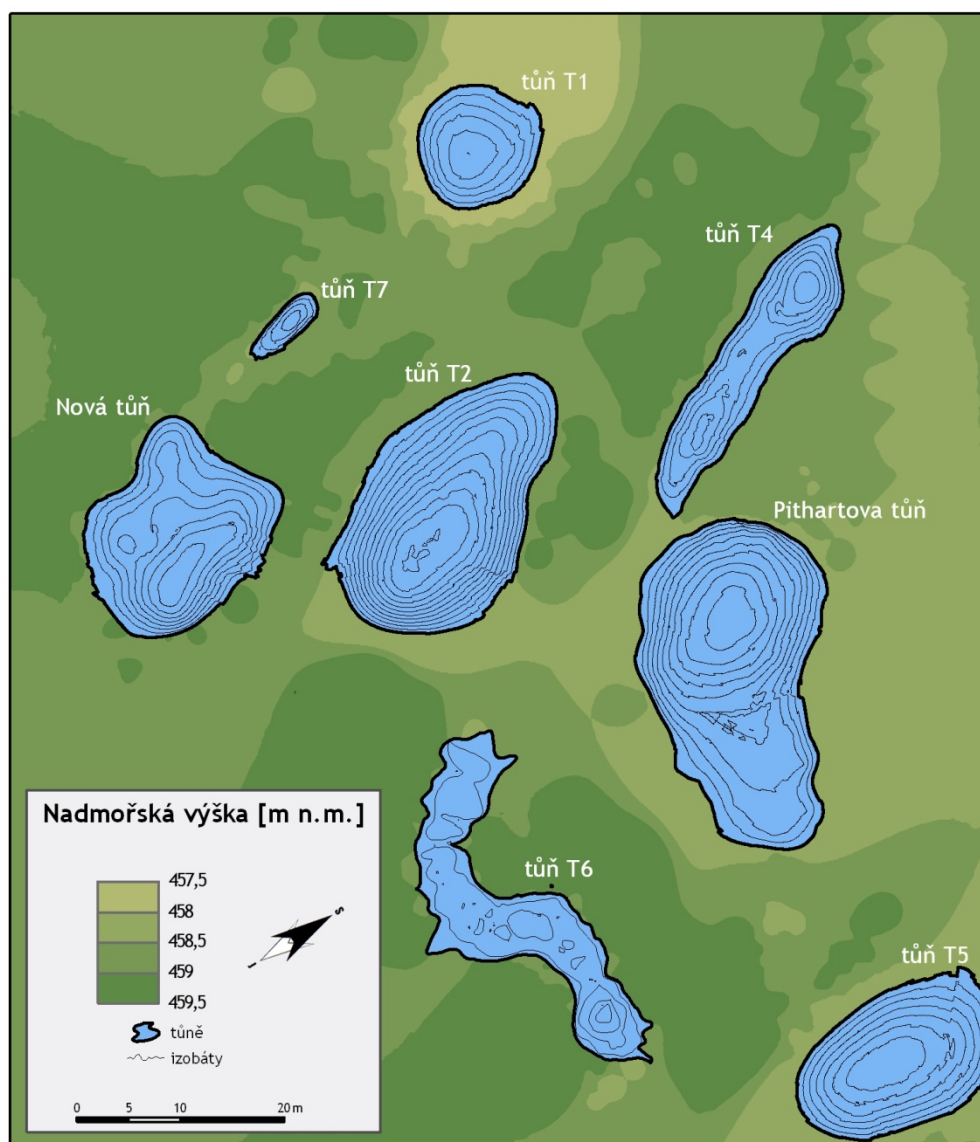 tůň T1
tůň T4
tůň T7
tůň T2
Nová tůň
Pithartova tůň
tůň T6
tůň T5
Nadmořská výška [m n.m.]
457,5
458
458,5
459
459,5
S
J
tůně
izobáty
0 5 10 20 m